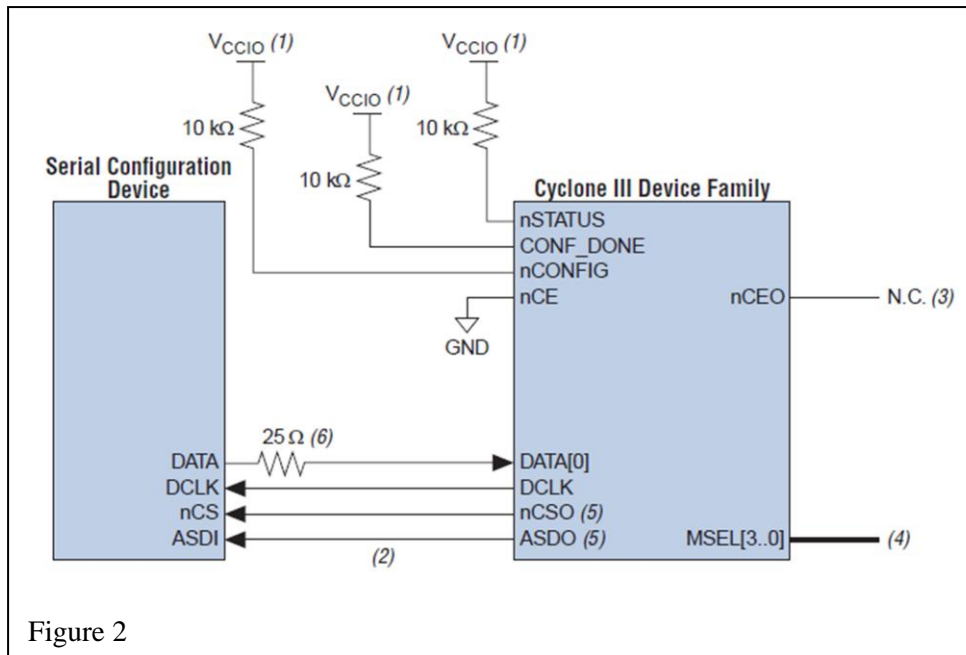 VCCIO (1)
VCCIO (1)
VCCIO (1)
10 kΩ
10 kΩ
10 kΩ
Serial Configuration
Device
Cyclone III Device Family
nSTATUS
CONF_DONE
nCONFIG
nCE
nCEO
N.C. (3)
GND
25 Ω (6)
DATA
DATA[0]
DCLK
DCLK
nCS
nCSO (5)
ASDI
ASDO (5)
MSEL[3..0]
(4)
(2)
Figure 2